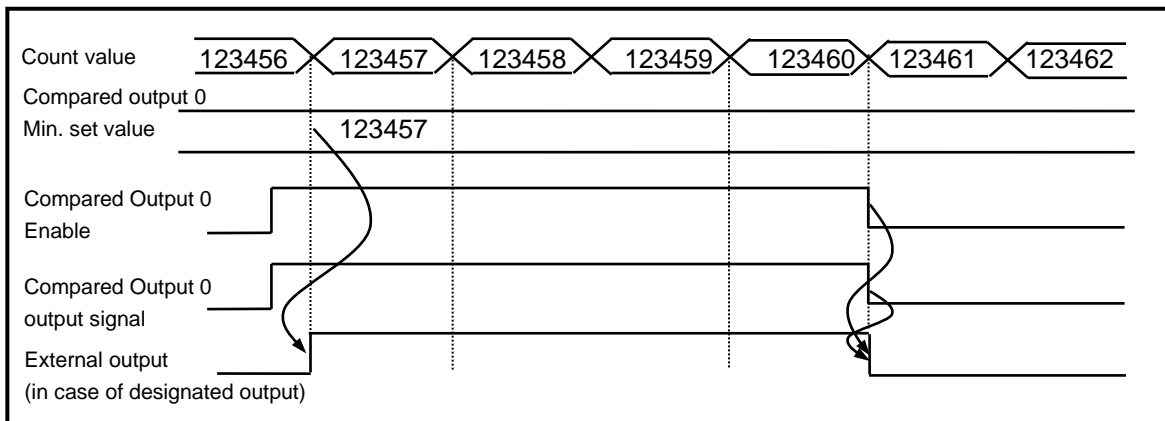 Count value 123456 123457 123458 123459 123460 123461 123462
Compared output 0
Min. set value 123457
Compared Output 0
Enable
Compared Output 0
output signal
External output
(in case of designated output)